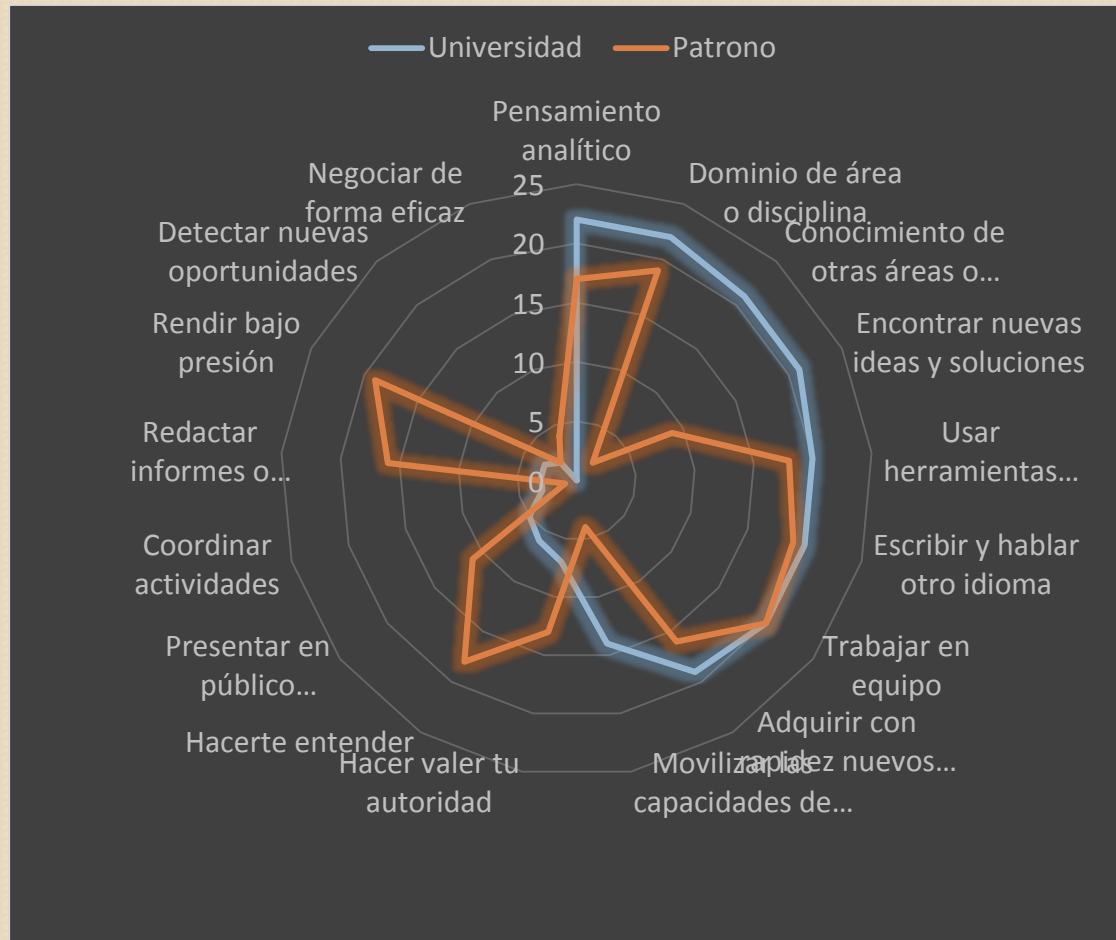 Universidad
Patrono
Pensamiento
analítico
Dominio de área
o disciplina
Conocimiento de
otras áreas o...
Encontrar nuevas
ideas y soluciones
Usar
herramientas...
Escribir y hablar
otro idioma
Trabajar en
equipo
Adquirir con
rapidez nuevos...
Movilizar las
capacidades de...
Hacer valer tu
autoridad
Hacerte entender
Presentar en
público...
Coordinar
actividades
Redactar
informes o...
Rendir bajo
presión
Detectar nuevas
oportunidades
Negociar de
forma eficaz
25
20
15
10
5
0